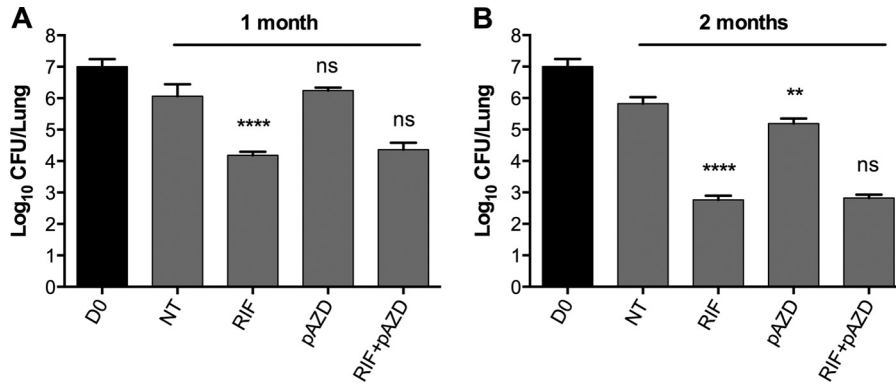 A
1 month
8
7
6
5
4
3
2
1
0
Log10 CFU/Lung
****
ns
ns
D0
NT
RIF
pAZD
RIF+pAZD
B
2 months
8
7
6
5
4
3
2
1
0
Log10 CFU/Lung
****
**
ns
D0
NT
RIF
pAZD
RIF+pAZD